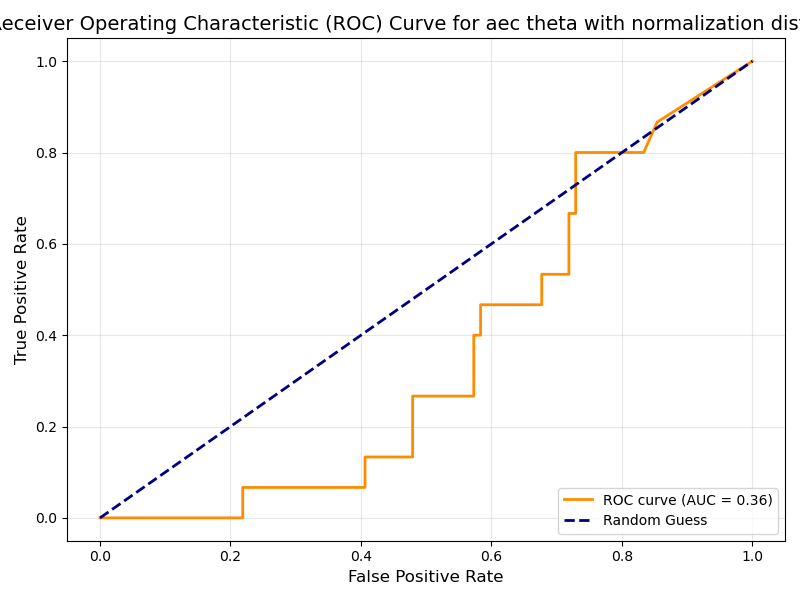 eceiver Operating Characteristic (ROC) Curve for aec theta with normalization dis
1.0
0.8
0.6
0.4
0.2
0.0
True Positive Rate
0.0 0.2 0.4 0.6 0.8 1.0
False Positive Rate
ROC curve (AUC = 0.36)
Random Guess